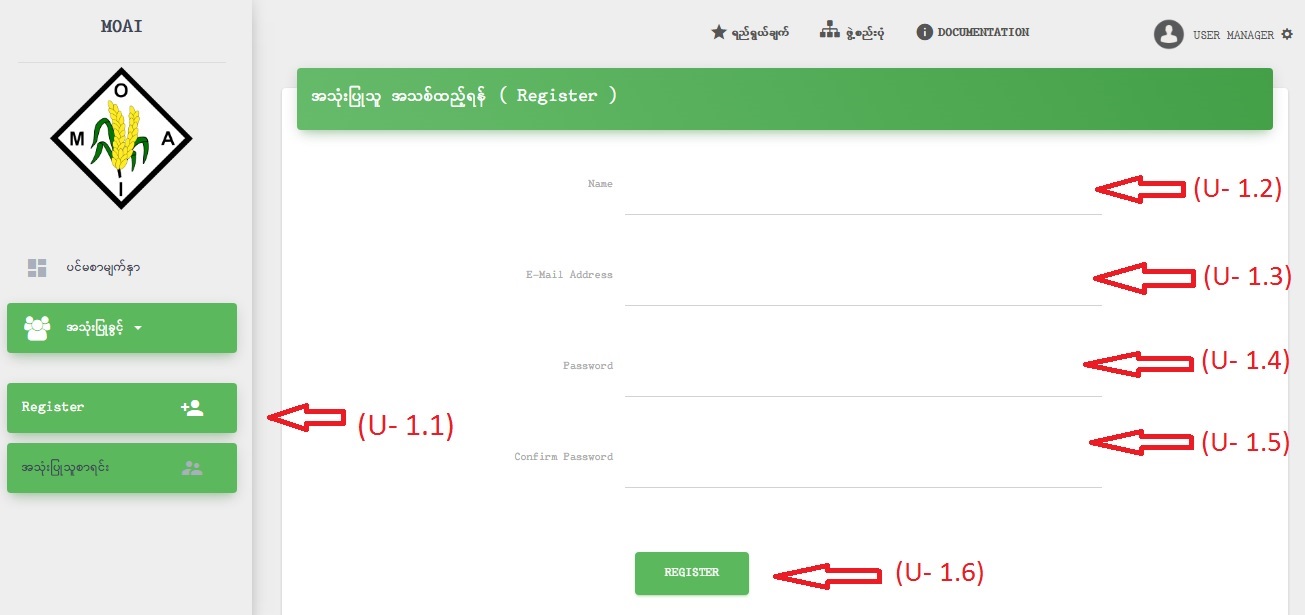 MOAI
ရည်ရွယ်ချက်
ဖွဲ့စည်းပုံ
DOCUMENTATION
USER MANAGER
O
M A
I
အသုံးပြုသူ အသစ်ထည့်ရန် ( Register )
ပင်မစာမျက်နှာ
အသုံးပြုခွင့်
Register
အသုံးပြုသူစာရင်း
(U- 1.1)
Name
(U- 1.2)
E-Mail Address
(U- 1.3)
Password
(U- 1.4)
Confirm Password
(U- 1.5)
REGISTER
(U- 1.6)